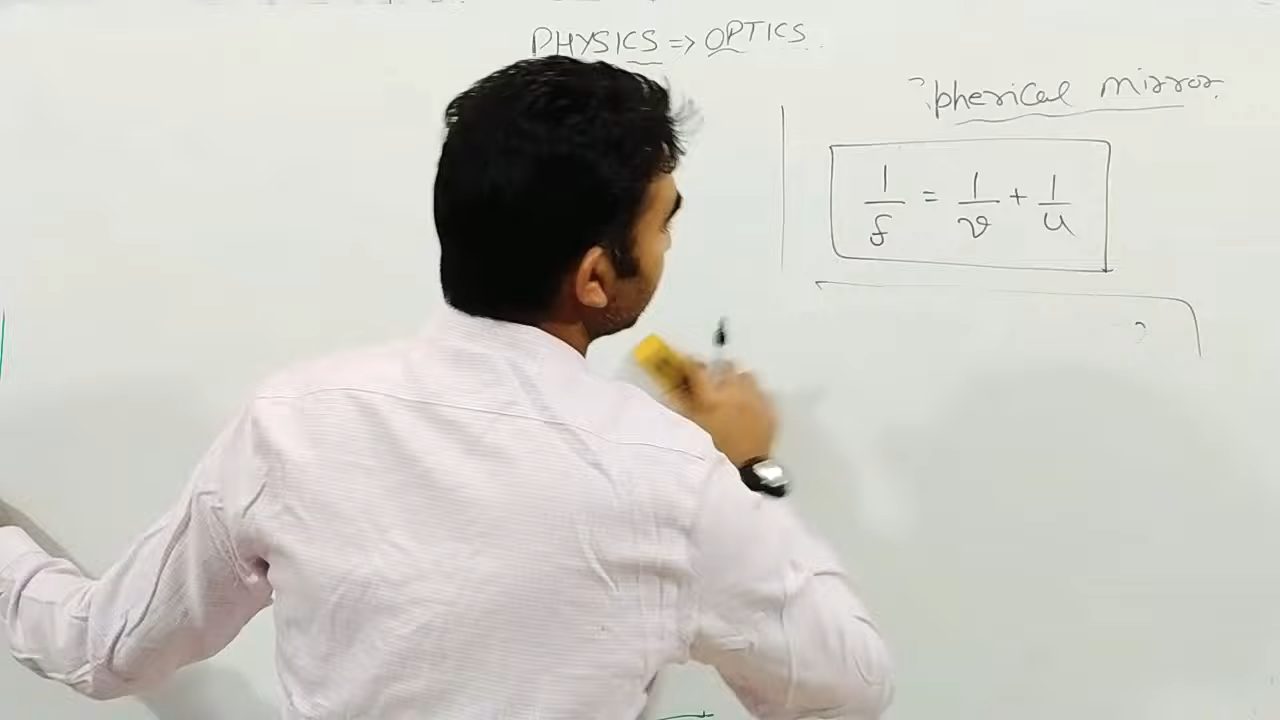 PHYSICS => OPTICS
Spherical mirror
1/f = 1/v + 1/u